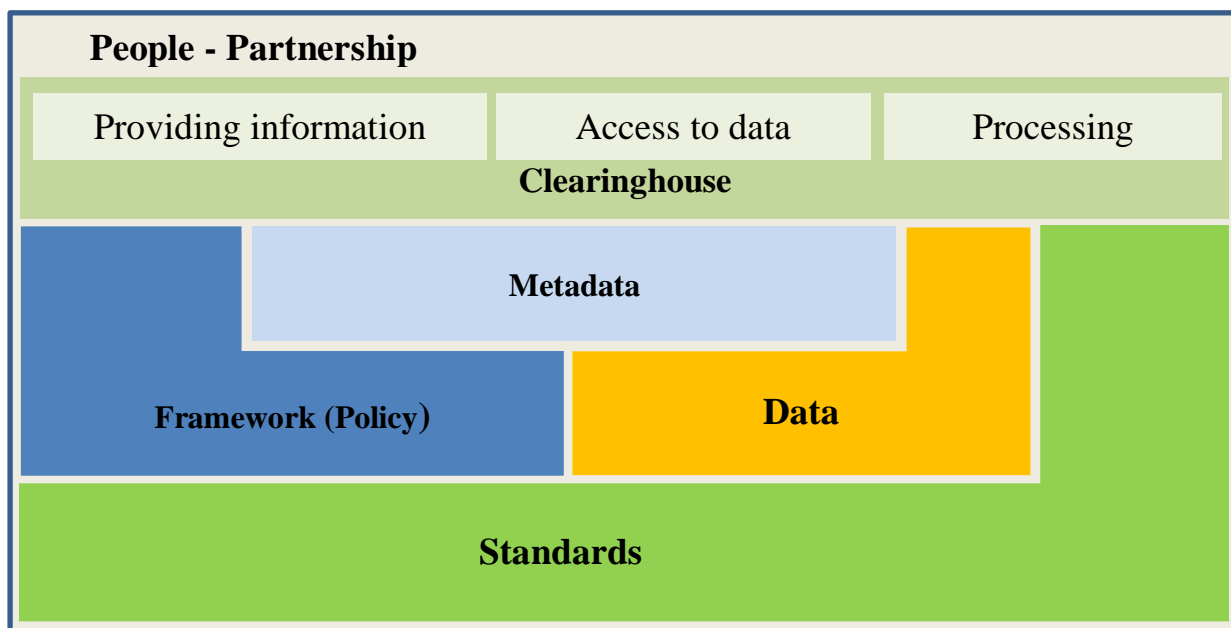 People - Partnership
Providing information
Access to data
Processing
Clearinghouse
Metadata
Framework (Policy)
Data
Standards